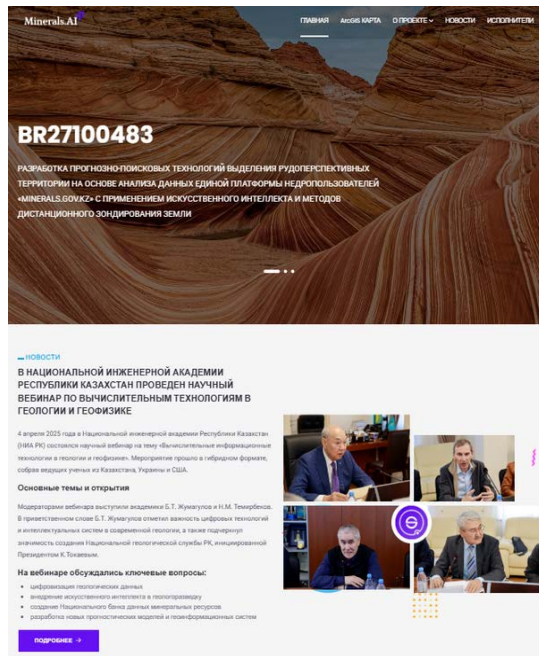 Minerals.AI
ГЛАВНАЯ ArcGIS КАРТА О ПРОЕКТЕ НОВОСТИ ИСПОЛНИТЕЛИ
BR27100483
РАЗРАБОТКА ПРОГНОЗНО-ПОИСКОВЫХ ТЕХНОЛОГИЙ ВЫДЕЛЕНИЯ РУДОПЕРСПЕКТИВНЫХ
ТЕРРИТОРИИ НА ОСНОВЕ АНАЛИЗА ДАННЫХ ЕДИНОЙ ПЛАТФОРМЫ НЕДРОПОЛЬЗОВАТЕЛЕЙ
«MINERALS.GOV.KZ» С ПРИМЕНЕНИЕМ ИСКУССТВЕННОГО ИНТЕЛЛЕКТА И МЕТОДОВ
ДИСТАНЦИОННОГО ЗОНДИРОВАНИЯ ЗЕМЛИ
НОВОСТИ
В НАЦИОНАЛЬНОЙ ИНЖЕНЕРНОЙ АКАДЕМИИ
РЕСПУБЛИКИ КАЗАХСТАН ПРОВЕДЕН НАУЧНЫЙ
ВЕБИНАР ПО ВЫЧИСЛИТЕЛЬНЫМ ТЕХНОЛОГИЯМ В
ГЕОЛОГИИ И ГЕОФИЗИКЕ
4 апреля 2025 года в Национальной инженерной академии Республики Казахстан
(НИА РК) состоялся научный вебинар на тему «Вычислительные информационные
технологии в геологии и геофизике». Мероприятие прошло в гибридном формате,
собрав ведущих ученых из Казахстана, Украины и США.
Основные темы и открытия
Модераторами вебинара выступили академики Б.Т. Жумагулов и Н.М. Темирбеков.
В приветственном слове Б.Т. Жумагулов отметил важность цифровых технологий
и интеллектуальных систем в современной геологии, а также подчеркнул
значимость создания Национальной геологической службы РК, инициированной
Президентом К.Токаевым.
На вебинаре обсуждались ключевые вопросы:
• цифровизация геологических данных
• внедрение искусственного интеллекта в геологоразведку
• создание Национального банка данных минеральных ресурсов
• разработка новых прогностических моделей и геоинформационных систем
ПОДРОБНЕЕ →